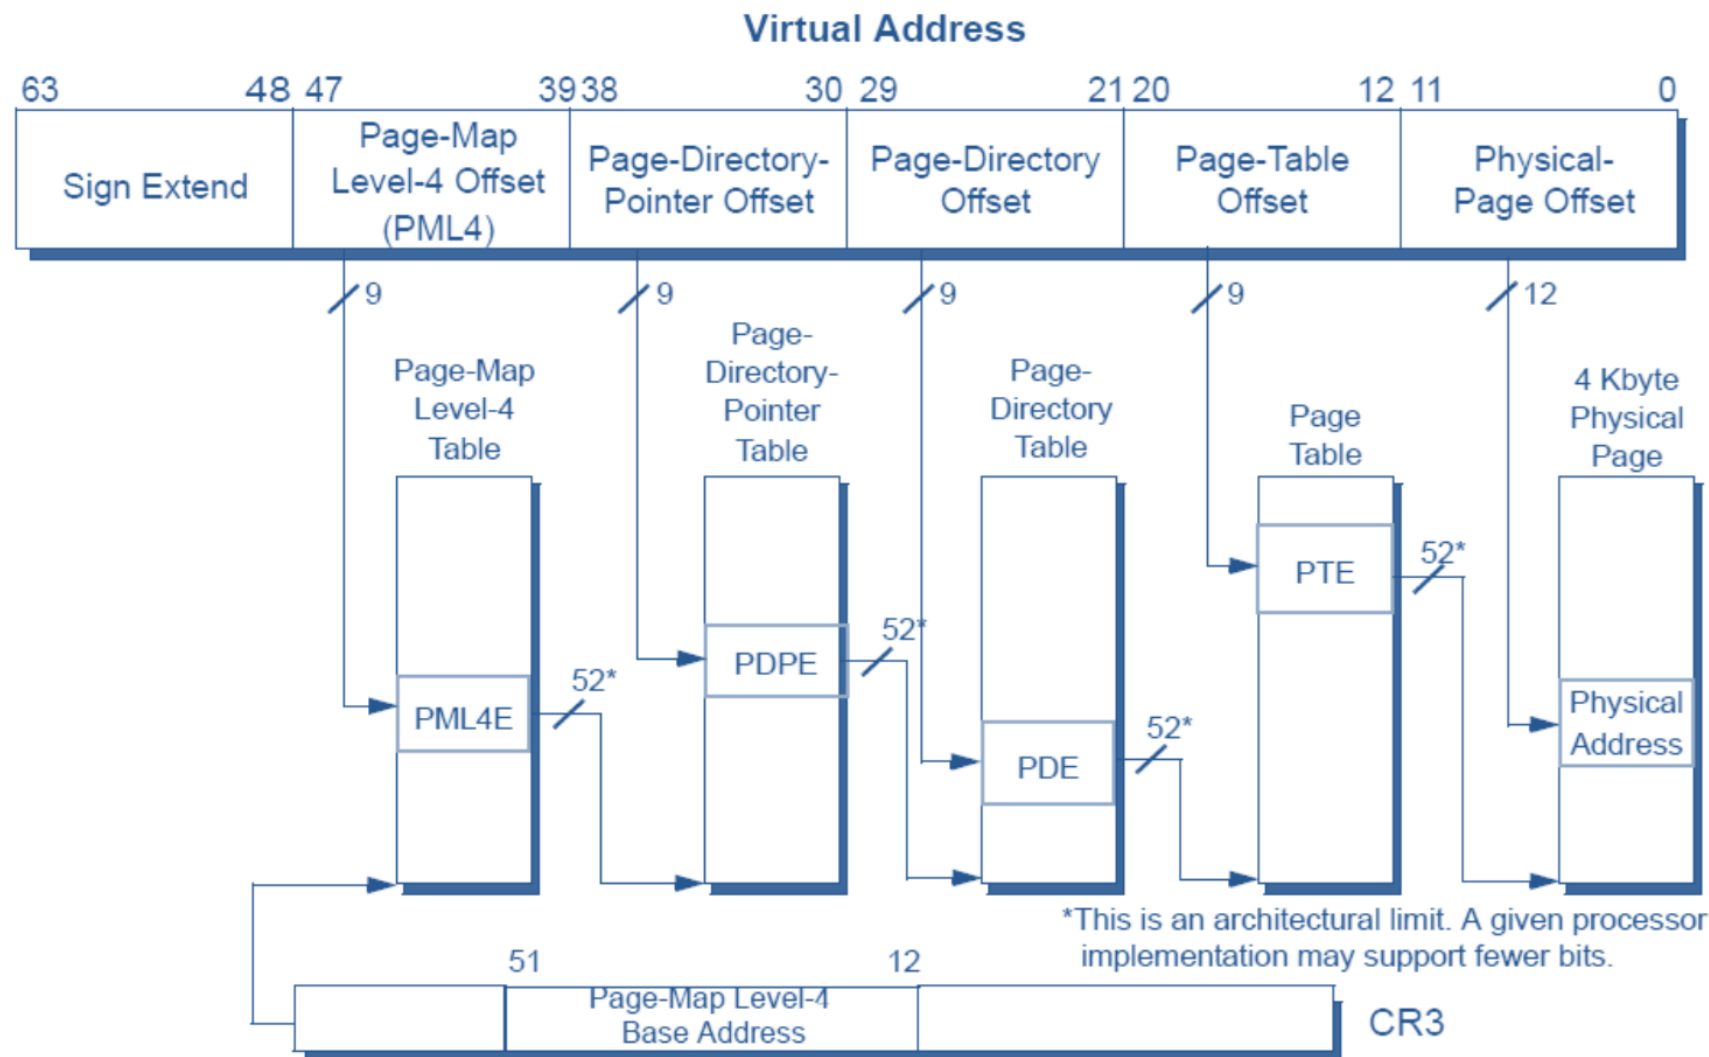 Virtual Address
63 48 47 39 38 30 29 21 20 12 11 0
Sign Extend
Page-Map
Level-4 Offset
(PML4)
Page-Directory-
Pointer Offset
Page-Directory
Offset
Page-Table
Offset
Physical-
Page Offset
9 9 9 9 12
Page-Map
Level-4
Table
Page-
Directory-
Pointer
Table
Page-
Directory
Table
Page
Table
4 Kbyte
Physical
Page
PML4E
52*
PDPE
52*
PDE
52*
PTE
52*
Physical
Address
*This is an architectural limit. A given processor
implementation may support fewer bits.
51 12
Page-Map Level-4
Base Address
CR3